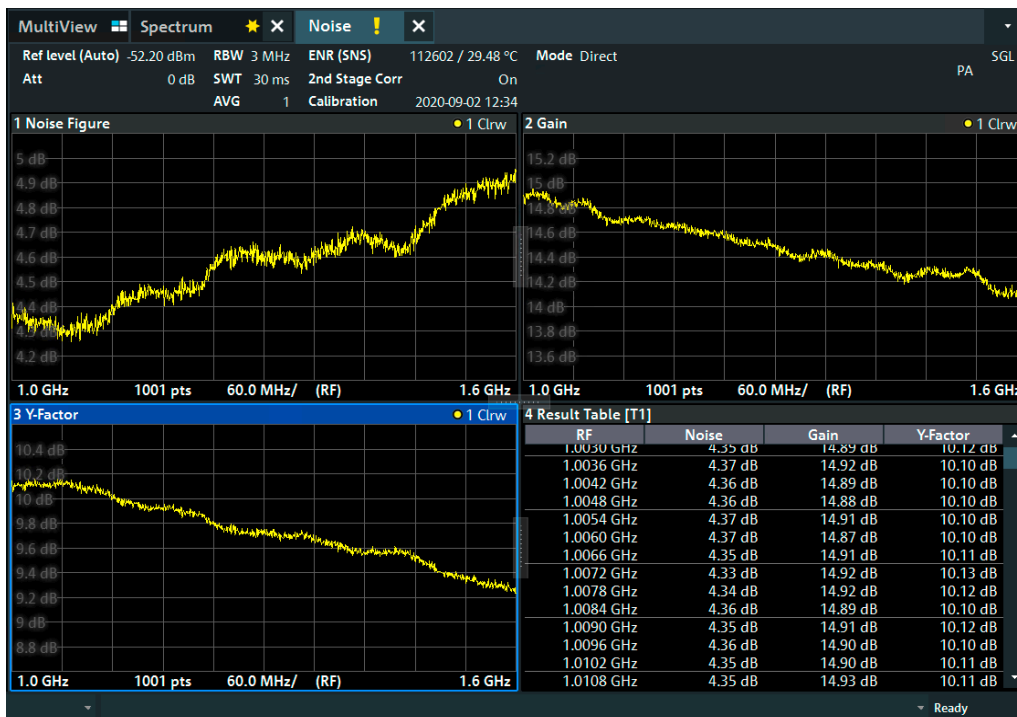 MultiView Spectrum Noise
Ref level (Auto) -52.20 dBm RBW 3 MHz ENR (SNS) 112602 / 29.48 °C Mode Direct SGL
Att 0 dB SWT 30 ms 2nd Stage Corr On PA
AVG 1 Calibration 2020-09-02 12:34
1 Noise Figure 1 Clrw
5 dB
4.9 dB
4.8 dB
4.7 dB
4.6 dB
4.5 dB
4.4 dB
4.3 dB
4.2 dB
1.0 GHz 1001 pts 60.0 MHz/ (RF) 1.6 GHz
2 Gain 1 Clrw
15.2 dB
15 dB
14.8 dB
14.6 dB
14.4 dB
14.2 dB
14 dB
13.8 dB
13.6 dB
1.0 GHz 1001 pts 60.0 MHz/ (RF) 1.6 GHz
3 Y-Factor 1 Clrw
10.4 dB
10.2 dB
10 dB
9.8 dB
9.6 dB
9.4 dB
9.2 dB
9 dB
8.8 dB
1.0 GHz 1001 pts 60.0 MHz/ (RF) 1.6 GHz
4 Result Table [T1]
RF Noise Gain Y-Factor
1.0030 GHz 4.35 dB 14.89 dB 10.12 dB
1.0036 GHz 4.37 dB 14.92 dB 10.10 dB
1.0042 GHz 4.36 dB 14.89 dB 10.10 dB
1.0048 GHz 4.36 dB 14.88 dB 10.10 dB
1.0054 GHz 4.37 dB 14.91 dB 10.10 dB
1.0060 GHz 4.37 dB 14.87 dB 10.10 dB
1.0066 GHz 4.35 dB 14.91 dB 10.11 dB
1.0072 GHz 4.33 dB 14.92 dB 10.13 dB
1.0078 GHz 4.34 dB 14.92 dB 10.12 dB
1.0084 GHz 4.36 dB 14.89 dB 10.10 dB
1.0090 GHz 4.35 dB 14.91 dB 10.12 dB
1.0096 GHz 4.36 dB 14.90 dB 10.10 dB
1.0102 GHz 4.35 dB 14.90 dB 10.11 dB
1.0108 GHz 4.35 dB 14.93 dB 10.11 dB
Ready